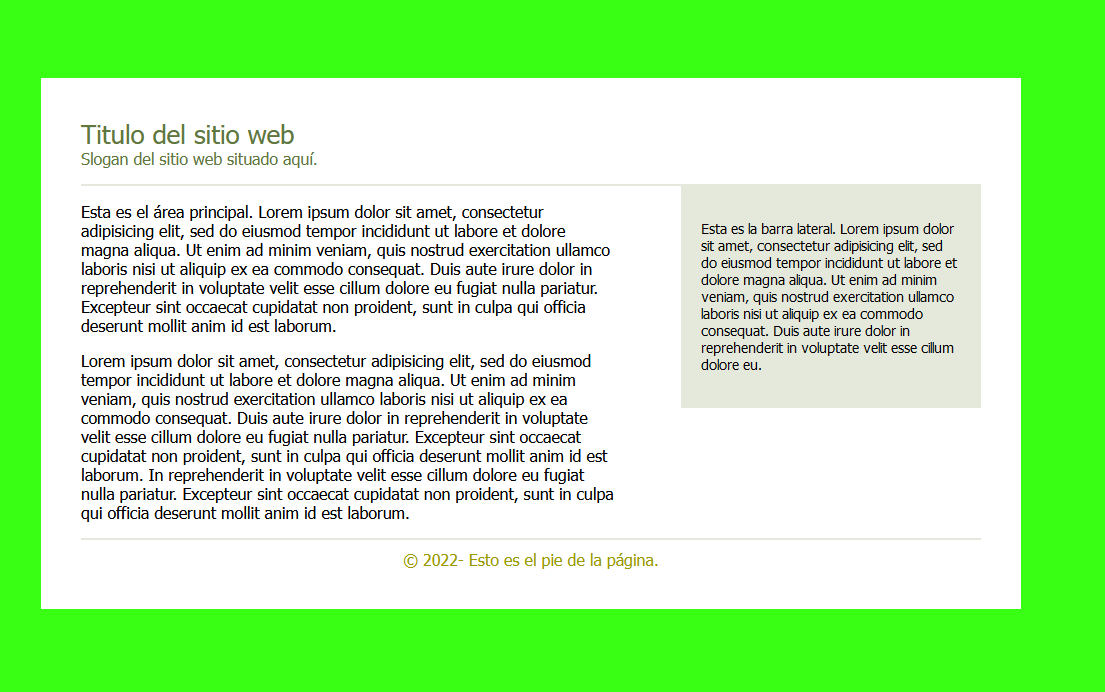 Titulo del sitio web
Slogan del sitio web situado aquí.
Esta es el área principal. Lorem ipsum dolor sit amet, consectetur
adipisicing elit, sed do eiusmod tempor incididunt ut labore et dolore
magna aliqua. Ut enim ad minim veniam, quis nostrud exercitation ullamco
laboris nisi ut aliquip ex ea commodo consequat. Duis aute irure dolor in
reprehenderit in voluptate velit esse cillum dolore eu fugiat nulla pariatur.
Excepteur sint occaecat cupidatat non proident, sunt in culpa qui officia
deserunt mollit anim id est laborum.
Lorem ipsum dolor sit amet, consectetur adipisicing elit, sed do eiusmod
tempor incididunt ut labore et dolore magna aliqua. Ut enim ad minim
veniam, quis nostrud exercitation ullamco laboris nisi ut aliquip ex ea
commodo consequat. Duis aute irure dolor in reprehenderit in voluptate
velit esse cillum dolore eu fugiat nulla pariatur. Excepteur sint occaecat
cupidatat non proident, sunt in culpa qui officia deserunt mollit anim id est
laborum. In reprehenderit in voluptate velit esse cillum dolore eu fugiat
nulla pariatur. Excepteur sint occaecat cupidatat non proident, sunt in culpa
qui officia deserunt mollit anim id est laborum.
Esta es la barra lateral. Lorem ipsum dolor
sit amet, consectetur adipisicing elit, sed
do eiusmod tempor incididunt ut labore et
dolore magna aliqua. Ut enim ad minim
veniam, quis nostrud exercitation ullamco
laboris nisi ut aliquip ex ea commodo
consequat. Duis aute irure dolor in
reprehenderit in voluptate velit esse cillum
dolore eu.
© 2022- Esto es el pie de la página.